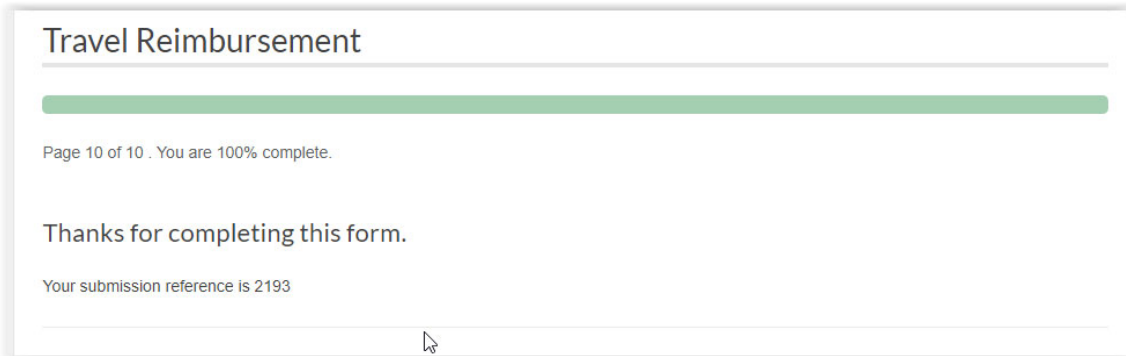 Travel Reimbursement
Page 10 of 10 . You are 100% complete.
Thanks for completing this form.
Your submission reference is 2193